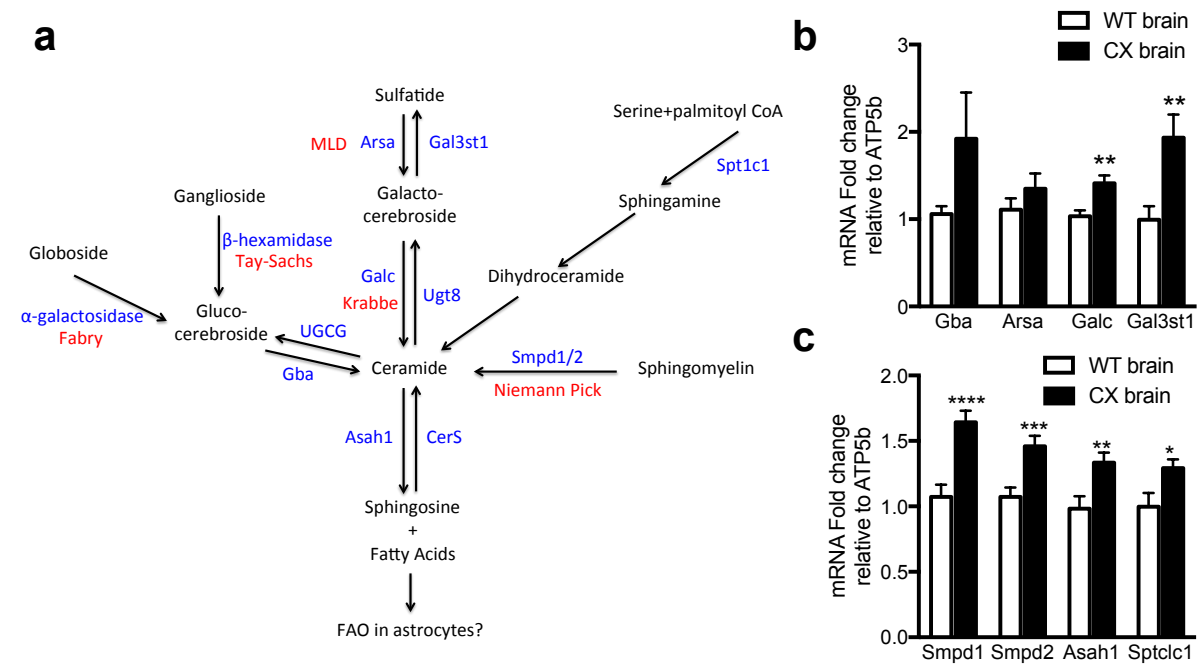 a
Sulfatide
MLD
Arsa
Gal3st1
Galacto-
cerebroside
Serine+palmitoyl CoA
Spt1c1
Sphingamine
Dihydroceramide
Ganglioside
β-hexamidase
Tay-Sachs
Globoside
α-galactosidase
Fabry
Gluco-
cerebroside
Galc
Krabbe
Ugt8
UGCG
Gba
Ceramide
Smpd1/2
Niemann Pick
Sphingomyelin
Asah1
CerS
Sphingosine
+
Fatty Acids
FAO in astrocytes?
b
WT brain
CX brain
mRNA Fold change
relative to ATP5b
3
2
1
0
**
**
Gba
Arsa
Galc
Gal3st1
c
WT brain
CX brain
mRNA Fold change
relative to ATP5b
2.0
1.5
1.0
0.5
0.0
****
***
**
*
Smpd1
Smpd2
Asah1
Sptclc1